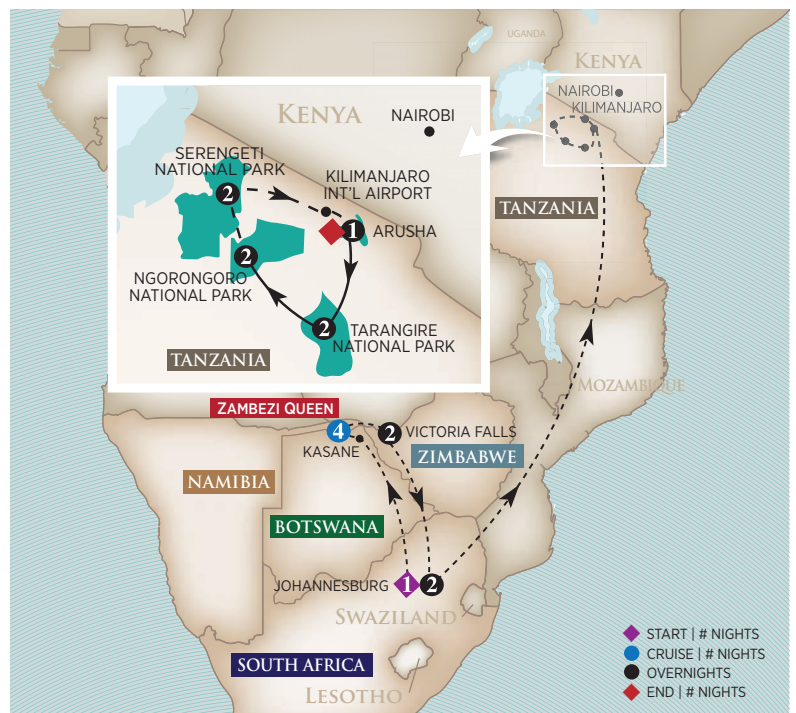 UGANDA
KENYA
NAIROBI
KILIMANJARO
TANZANIA
KENYA
NAIROBI
SERENGETI
NATIONAL PARK
2
KILIMANJARO
INT'L AIRPORT
1
ARUSHA
2
NGORONGORO
NATIONAL PARK
2
TARANGIRE
NATIONAL PARK
TANZANIA
MOZAMBIQUE
ZAMBEZI QUEEN
4
KASANE
2
VICTORIA FALLS
ZIMBABWE
NAMIBIA
BOTSWANA
JOHANNESBURG
1
2
SWAZILAND
SOUTH AFRICA
LESOTHO
START | # NIGHTS
CRUISE | # NIGHTS
OVERNIGHTS
END | # NIGHTS